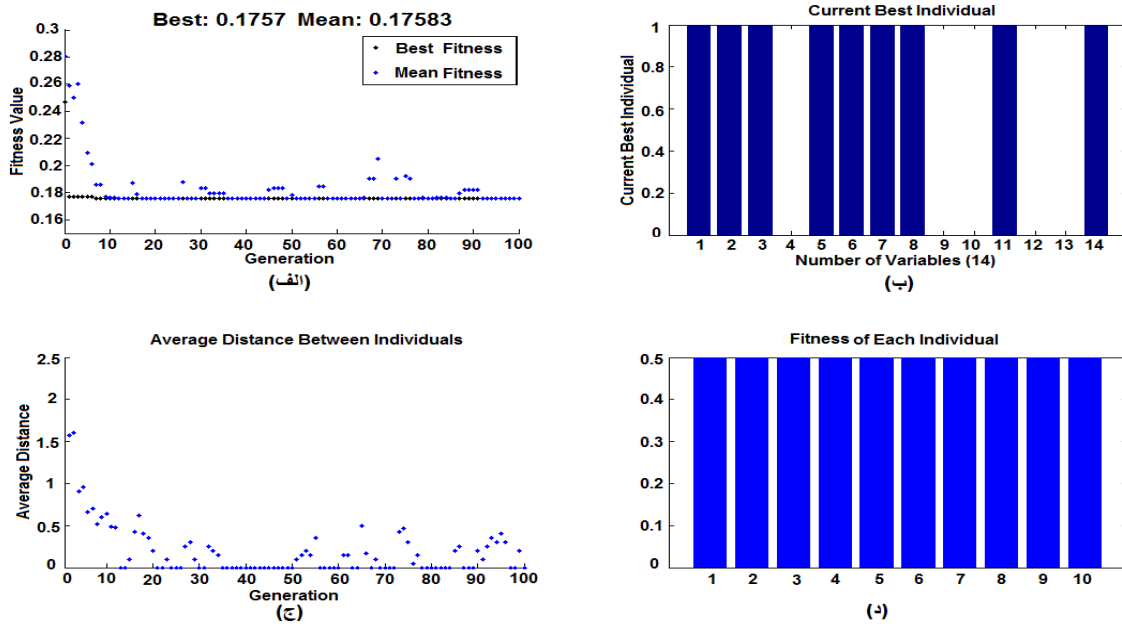 Best: 0.1757 Mean: 0.17583
0.3
0.28
0.26
0.24
0.22
0.2
0.18
0.16
Fitness Value
Best Fitness
Mean Fitness
0 10 20 30 40 50 60 70 80 90 100
Generation
(الف)
Current Best Individual
1
0.8
0.6
0.4
0.2
0
Current Best Individual
1 2 3 4 5 6 7 8 9 10 11 12 13 14
Number of Variables (14)
(ب)
Average Distance Between Individuals
2.5
2
1.5
1
0.5
0
Average Distance
0 10 20 30 40 50 60 70 80 90 100
Generation
(ج)
Fitness of Each Individual
0.5
0.4
0.3
0.2
0.1
0
1 2 3 4 5 6 7 8 9 10
(د)